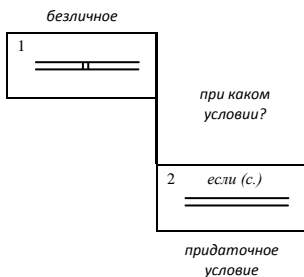 безличное
1
при каком
условии?
2 если (с.)
придаточное
условие